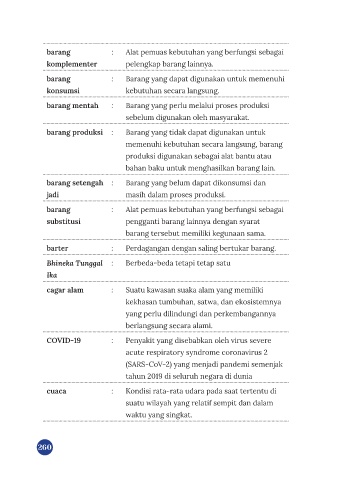 barang : Alat pemuas kebutuhan yang berfungsi sebagai
komplementer pelengkap barang lainnya.
barang : Barang yang dapat digunakan untuk memenuhi
konsumsi kebutuhan secara langsung.
barang mentah : Barang yang perlu melalui proses produksi
sebelum digunakan oleh masyarakat.
barang produksi : Barang yang tidak dapat digunakan untuk
memenuhi kebutuhan secara langsung, barang
produksi digunakan sebagai alat bantu atau
bahan baku untuk menghasilkan barang lain.
barang setengah : Barang yang belum dapat dikonsumsi dan
jadi masih dalam proses produksi.
barang : Alat pemuas kebutuhan yang berfungsi sebagai
substitusi pengganti barang lainnya dengan syarat
barang tersebut memiliki kegunaan sama.
barter : Perdagangan dengan saling bertukar barang.
Bhineka Tunggal : Berbeda-beda tetapi tetap satu
Ika
cagar alam : Suatu kawasan suaka alam yang memiliki
kekhasan tumbuhan, satwa, dan ekosistemnya
yang perlu dilindungi dan perkembangannya
berlangsung secara alami.
COVID-19 : Penyakit yang disebabkan oleh virus severe
acute respiratory syndrome coronavirus 2
(SARS-CoV-2) yang menjadi pandemi semenjak
tahun 2019 di seluruh negara di dunia
cuaca : Kondisi rata-rata udara pada saat tertentu di
suatu wilayah yang relatif sempit dan dalam
waktu yang singkat.
260